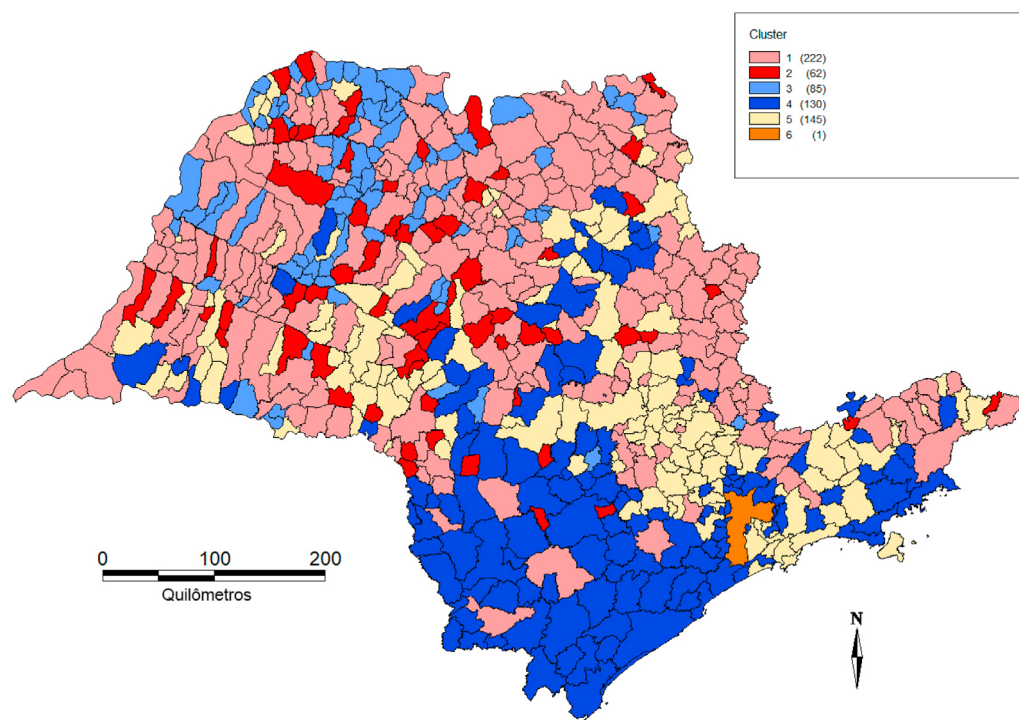 Cluster
1 (222)
2 (62)
3 (85)
4 (130)
5 (145)
6 (1)
0 100 200
Quilômetros
N